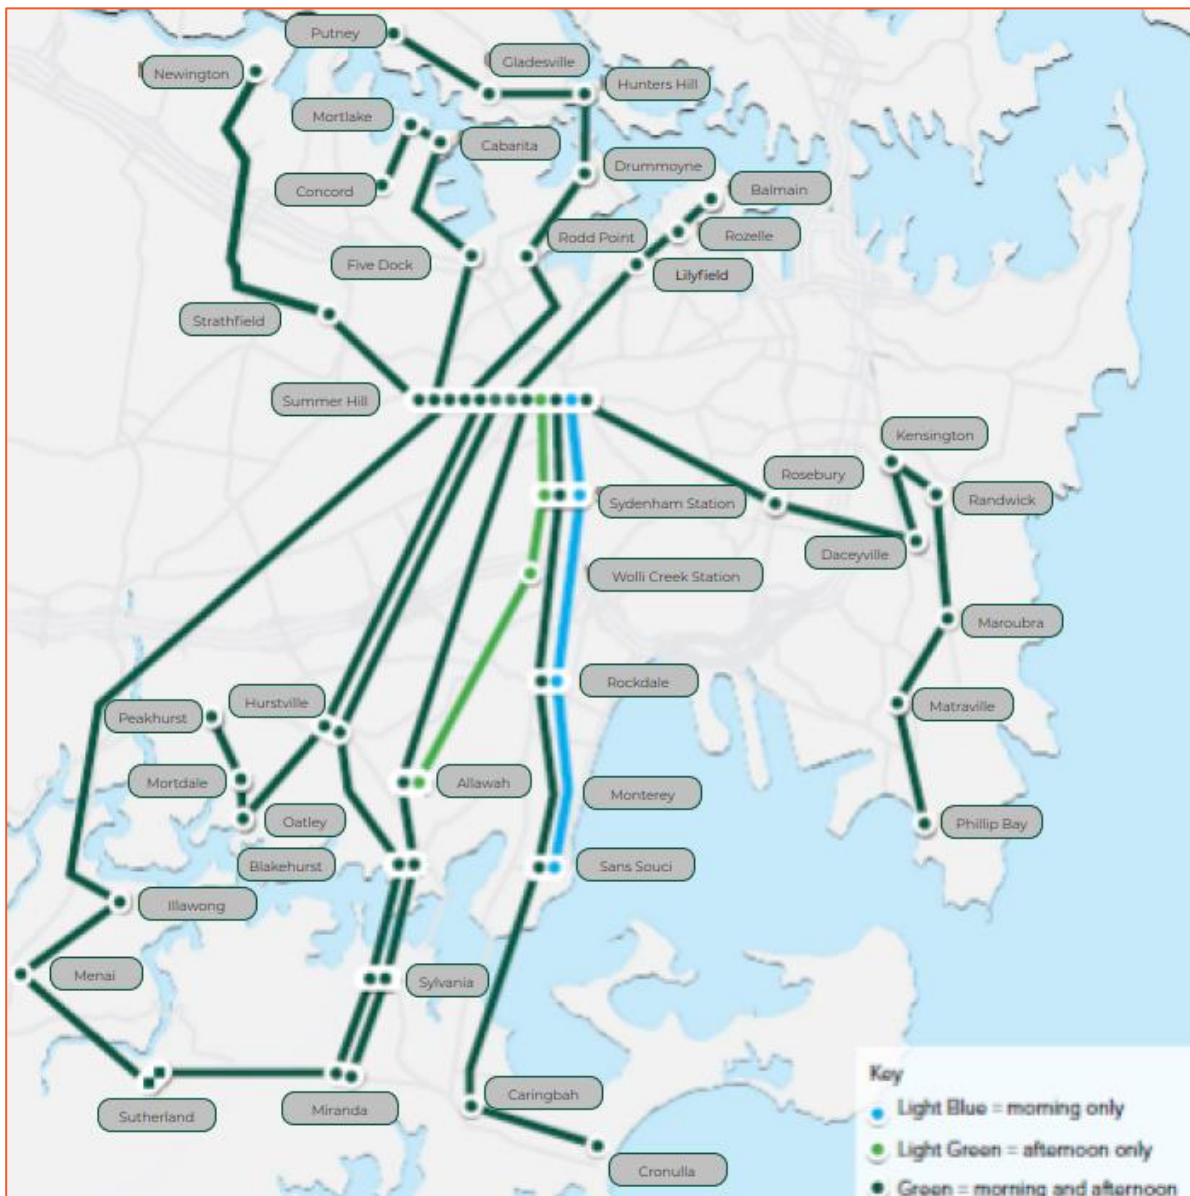 Putney
Gladesville
Newington
Hunters Hill
Mortlake
Cabarita
Drummoyne
Concord
Balmain
Rodd Point
Rozelle
Five Dock
Lilyfield
Strathfield
Summer Hill
Kensington
Rosebury
Randwick
Sydenham Station
Daceyville
Wolli Creek Station
Maroubra
Rockdale
Hurstville
Peakhurst
Matraville
Mortdale
Allawah
Monterey
Oatley
Phillip Bay
Blakehurst
Sans Souci
Illawong
Menai
Sylvania
Key
Caringbah
Light Blue = morning only
Miranda
Sutherland
Light Green = afternoon only
Cronulla
Green = morning and afternoon